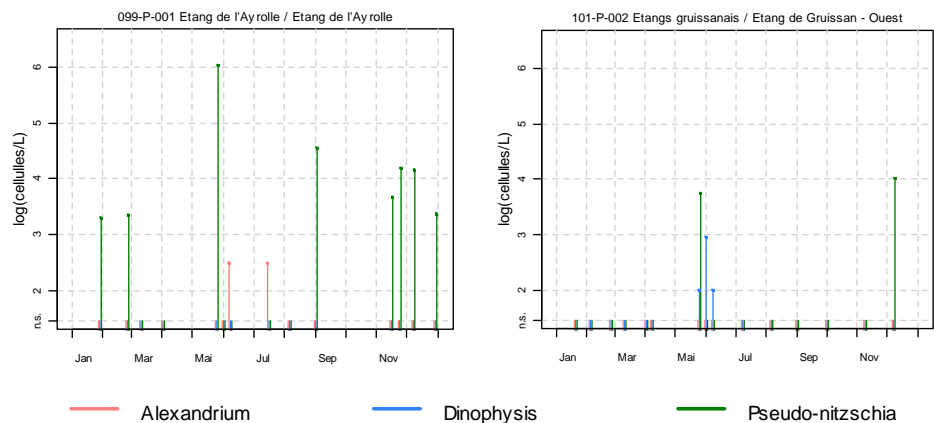 099-P-001 Etang de l'Ayrolle / Etang de l'Ayrolle
log(cellulles/L)
6
5
4
3
2
n.s.
Jan Mar Mai Jul Sep Nov
101-P-002 Etangs gruissanais / Etang de Gruissan - Ouest
log(cellulles/L)
6
5
4
3
2
n.s.
Jan Mar Mai Jul Sep Nov
Alexandrium Dinophysis Pseudo-nitzschia